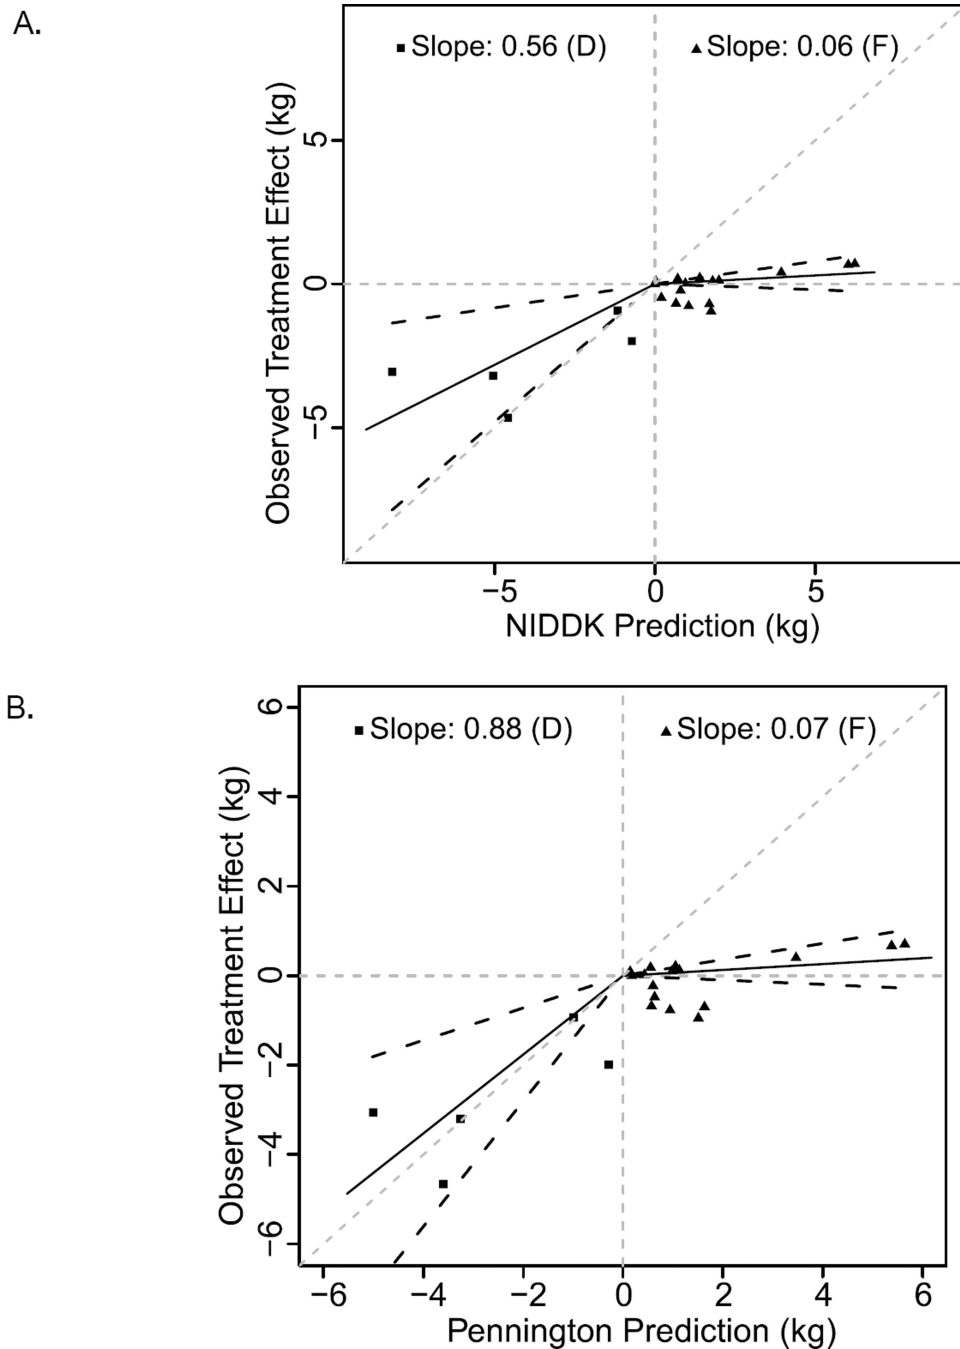 A.
■ Slope: 0.56 (D) ▲ Slope: 0.06 (F)
Observed Treatment Effect (kg)
5
0
−5
−5 0 5
NIDDK Prediction (kg)
B.
■ Slope: 0.88 (D) ▲ Slope: 0.07 (F)
Observed Treatment Effect (kg)
6
4
2
0
−2
−4
−6
−6 −4 −2 0 2 4 6
Pennington Prediction (kg)